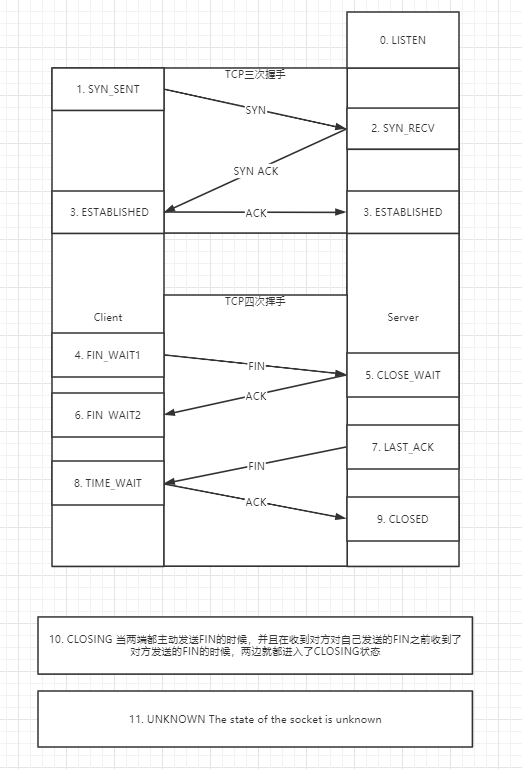 0. LISTEN
TCP三次握手
1. SYN_SENT
SYN
2. SYN_RECV
SYN ACK
3. ESTABLISHED
ACK
3. ESTABLISHED
TCP四次挥手
Client
Server
4. FIN_WAIT1
FIN
5. CLOSE_WAIT
ACK
6. FIN_WAIT2
7. LAST_ACK
FIN
8. TIME_WAIT
ACK
9. CLOSED
10. CLOSING 当两端都主动发送FIN的时候，并且在收到对方对自己发送的FIN之前收到了
对方发送的FIN的时候，两边就都进入了CLOSING状态
11. UNKNOWN The state of the socket is unknown